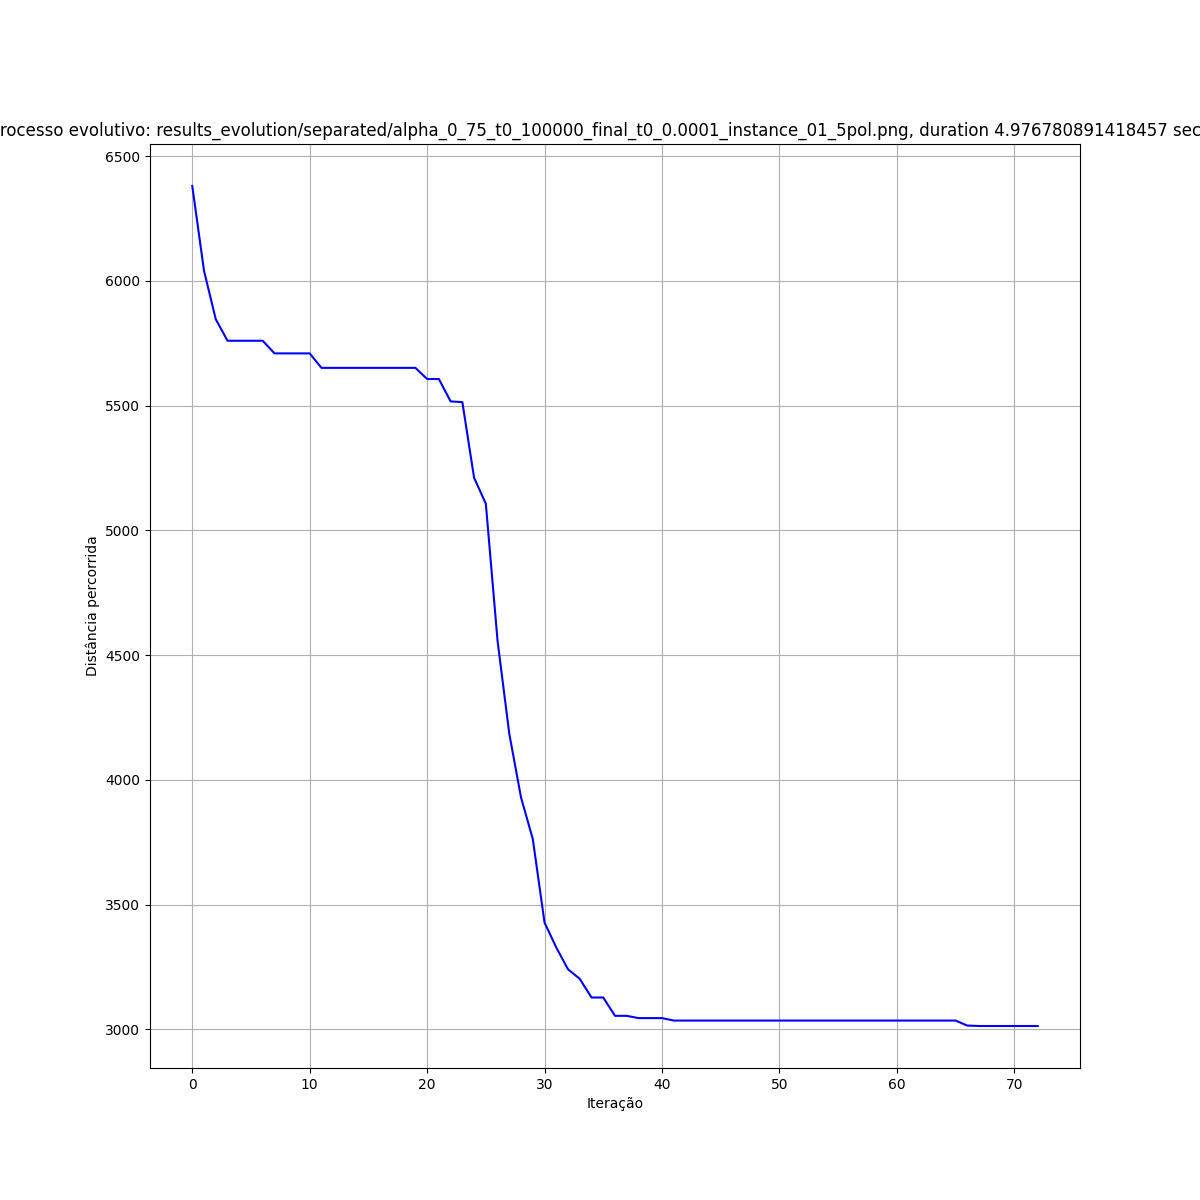 rocesso evolutivo: results_evolution/separated/alpha_0_75_t0_100000_final_t0_0.0001_instance_01_5pol.png, duration 4.976780891418457 sec
6500
6000
5500
5000
4500
4000
3500
3000
Distância percorrida
0 10 20 30 40 50 60 70
Iteração